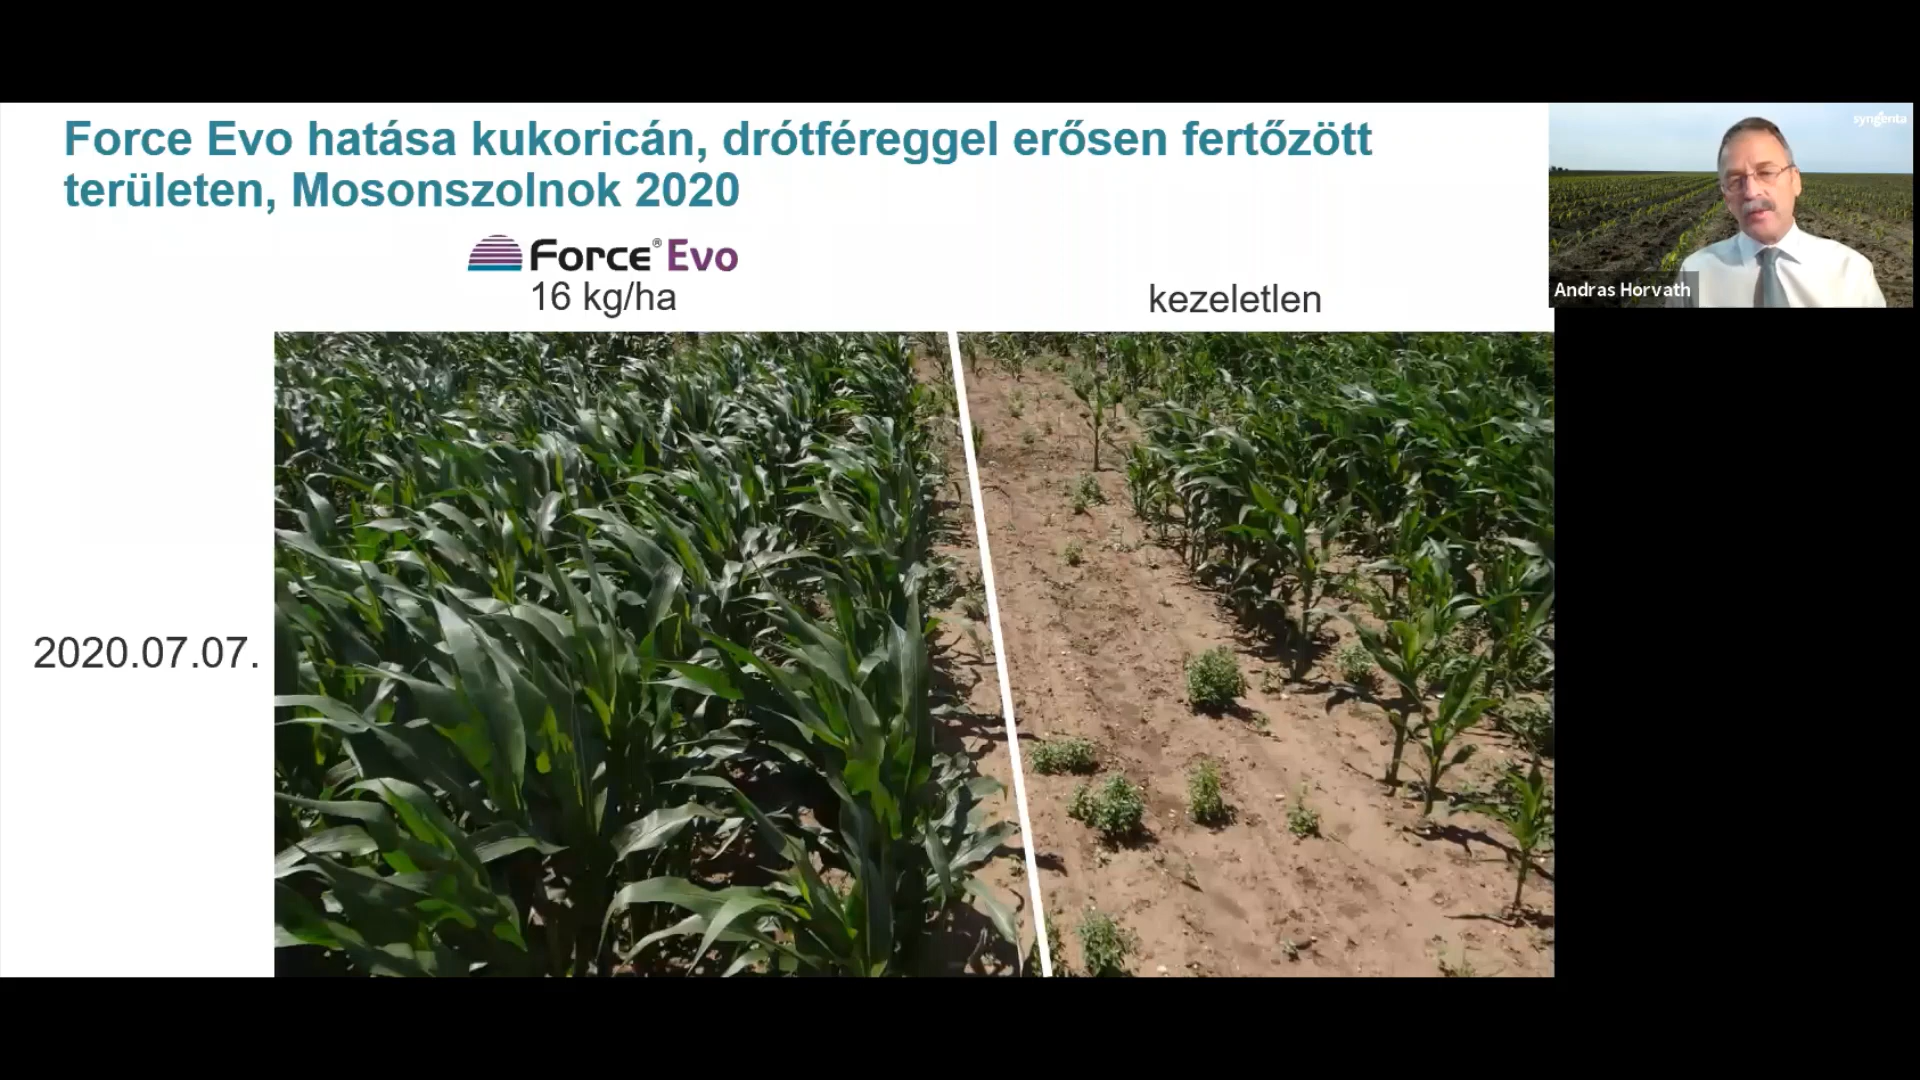 Force Evo hatása kukoricán, drótféreggel erősen fertőzött
területen, Mosonszolnok 2020
syngenta
Force® Evo
16 kg/ha
kezeletlen
Andras Horvath
2020.07.07.